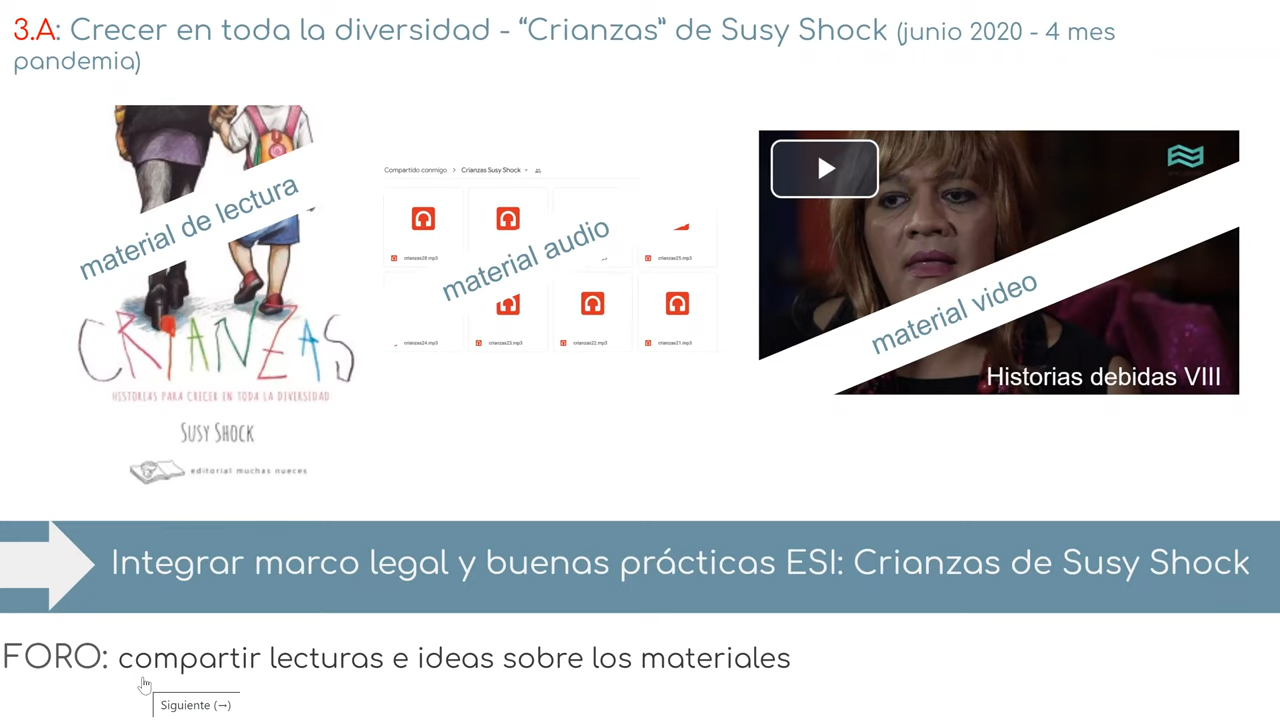 3.A: Crecer en toda la diversidad - “Crianzas” de Susy Shock (junio 2020 - 4 mes
pandemia)
material de lectura
CRIANZAS
HISTORIAS PARA CRECER EN TODA LA DIVERSIDAD
SUSY SHOCK
editorial muchas nueces
Compartido conmigo > Crianzas Susy Shock
material audio
crianzas28.mp3
crianzas25.mp3
crianzas24.mp3
crianzas23.mp3
crianzas22.mp3
crianzas21.mp3
material video
Historias debidas VIII
Integrar marco legal y buenas prácticas ESI: Crianzas de Susy Shock
FORO: compartir lecturas e ideas sobre los materiales
Siguiente (→)